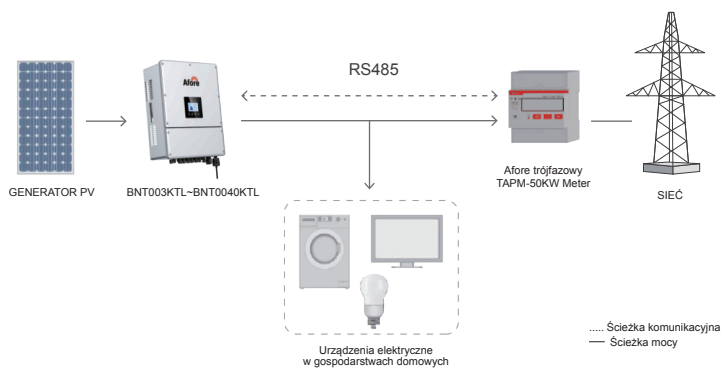 RS485
Afore
GENERATOR PV
BNT003KTL~BNT0040KTL
Afore trójfazowy
TAPM-50KW Meter
SIEĆ
Urządzenia elektryczne
w gospodarstwach domowych
..... Ścieżka komunikacyjna
— Ścieżka mocy